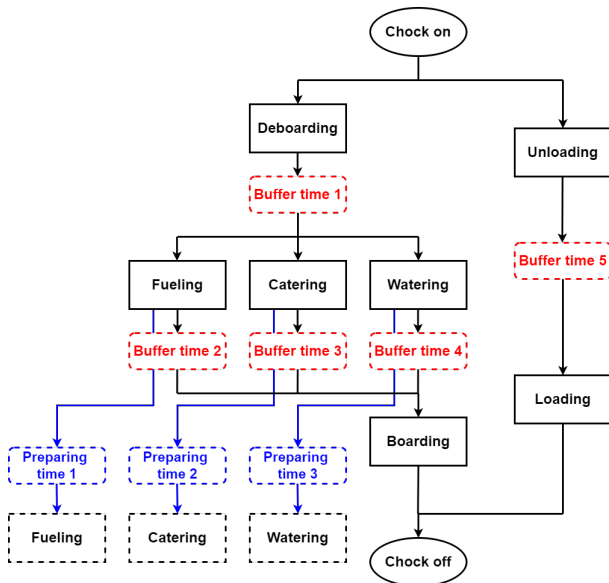 Chock on
Deboarding
Unloading
Buffer time 1
Buffer time 5
Fueling
Catering
Watering
Buffer time 2
Buffer time 3
Buffer time 4
Loading
Boarding
Preparing
time 1
Preparing
time 2
Preparing
time 3
Fueling
Catering
Watering
Chock off